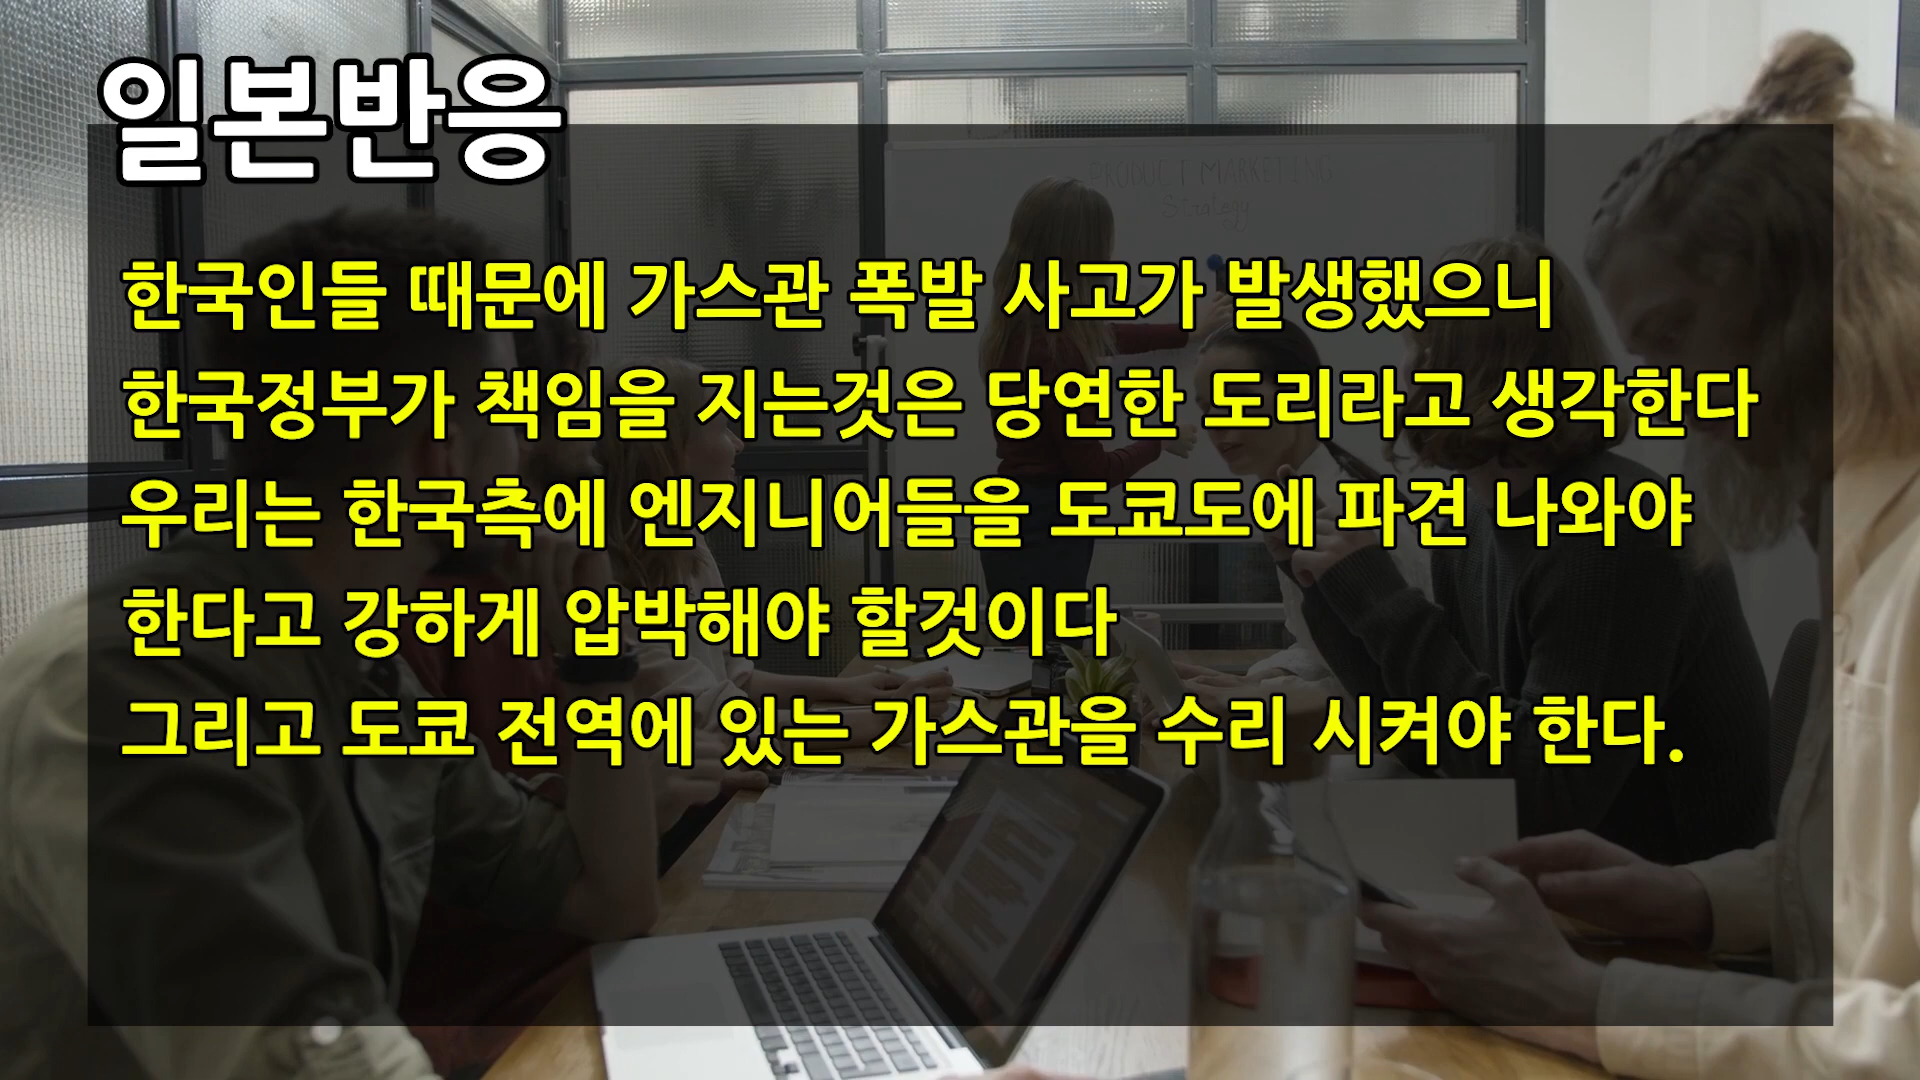 일본반응
PRODUCT MARKETING
Strategy
한국인들 때문에 가스관 폭발 사고가 발생했으니
한국정부가 책임을 지는것은 당연한 도리라고 생각한다
우리는 한국측에 엔지니어들을 도쿄도에 파견 나와야
한다고 강하게 압박해야 할것이다
그리고 도쿄 전역에 있는 가스관을 수리 시켜야 한다.